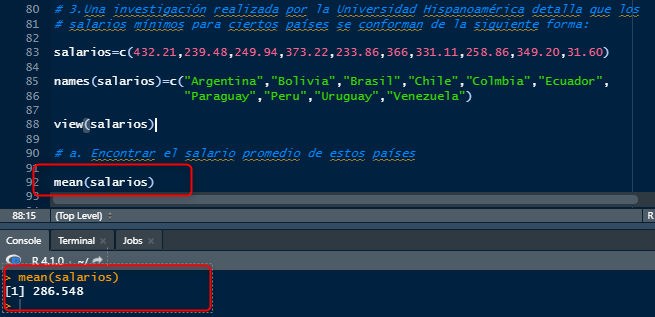 80 # 3.Una investigación realizada por la Universidad Hispanoamérica detalla que los
81 # salarios mínimos para ciertos países se conforman de la siguiente forma:
82
83 salarios=c(432.21,239.48,249.94,373.22,233.86,366,331.11,258.86,349.20,31.60)
84
85 names(salarios)=c("Argentina","Bolivia","Brasil","Chile","Colmbia","Ecuador",
86 "Paraguay","Peru","Uruguay","Venezuela")
87
88 view(salarios)
89
90 # a. Encontrar el salario promedio de estos países
91
92 mean(salarios)
93
88:15 (Top Level) R
Console Terminal × Jobs ×
R 4.1.0 · ~/
> mean(salarios)
[1] 286.548
>